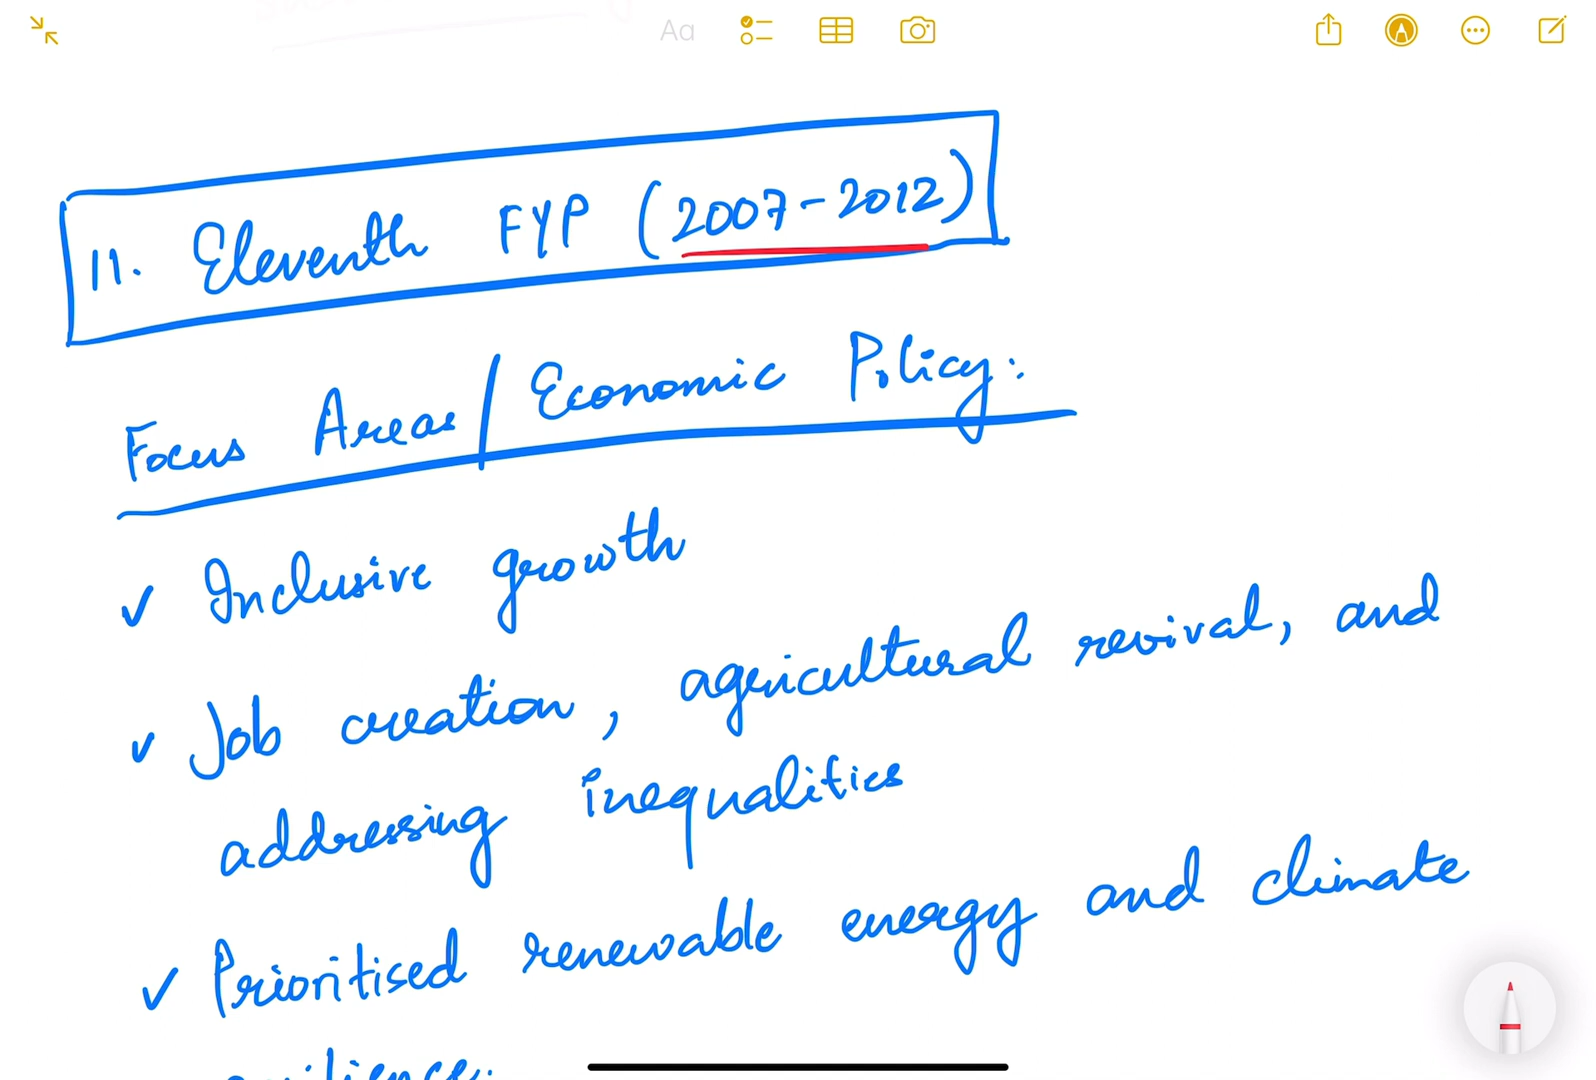 Aa
11. Eleventh FYP (2007-2012)
Focus Areas/Economic Policy:
✓ Inclusive growth
✓ Job creation, agricultural revival, and
addressing inequalities
✓ Prioritised renewable energy and climate